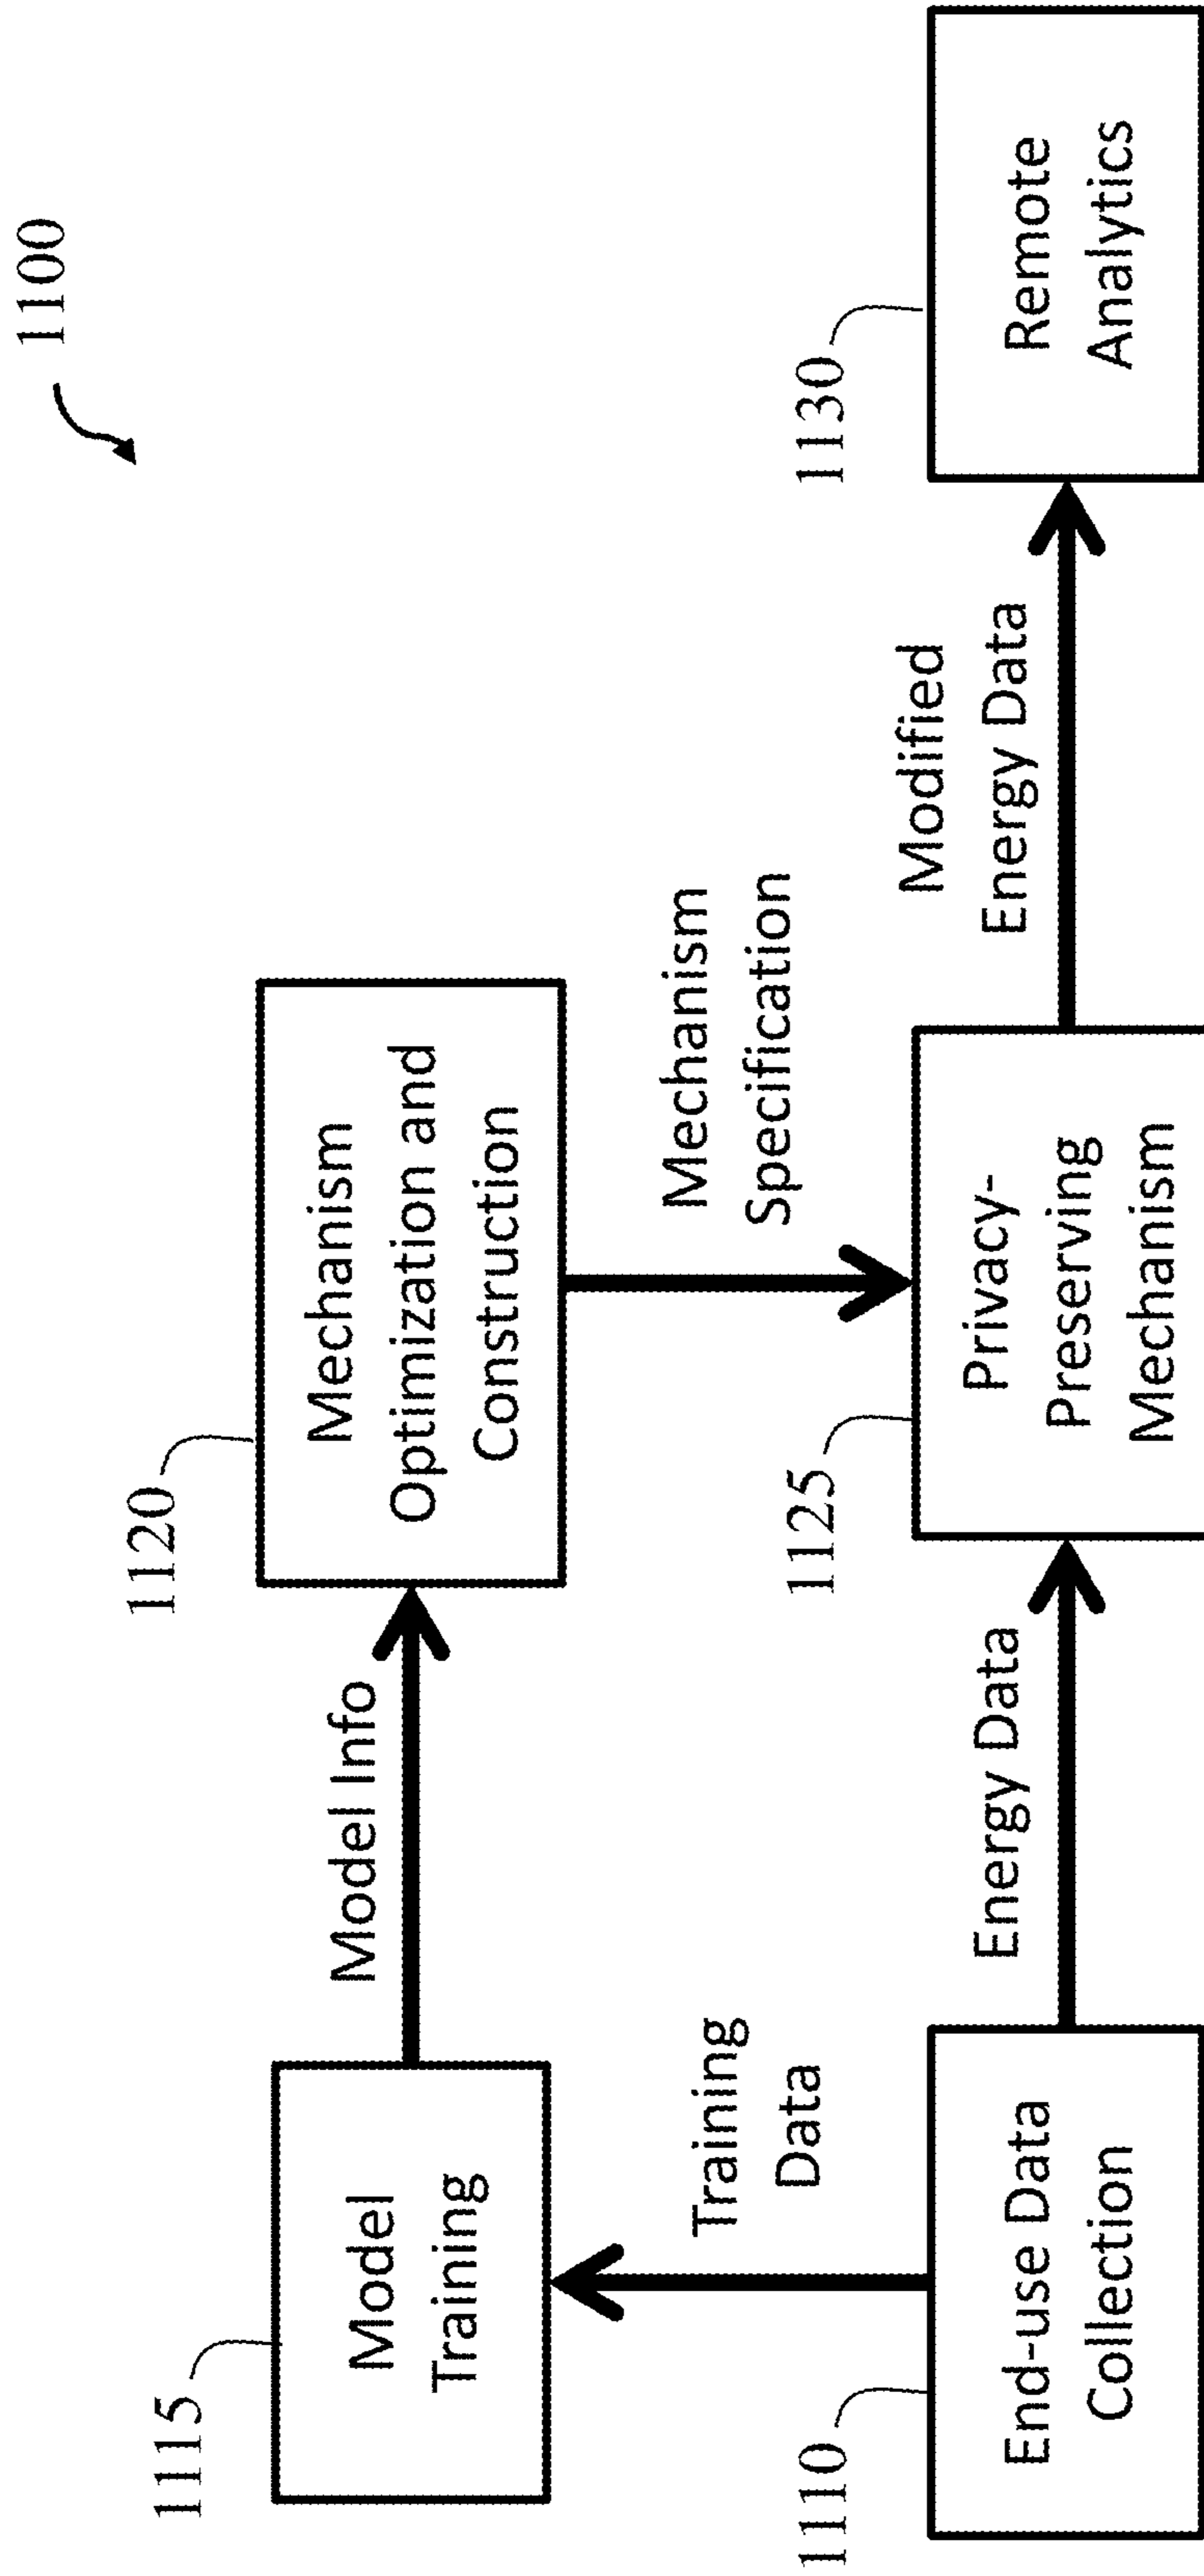 1100
1115
Model
Training
Model Info
1120
Mechanism
Optimization and
Construction
Training
Data
Mechanism
Specification
1110
End-use Data
Collection
Energy Data
1125
Privacy-
Preserving
Mechanism
Modified
Energy Data
1130
Remote
Analytics